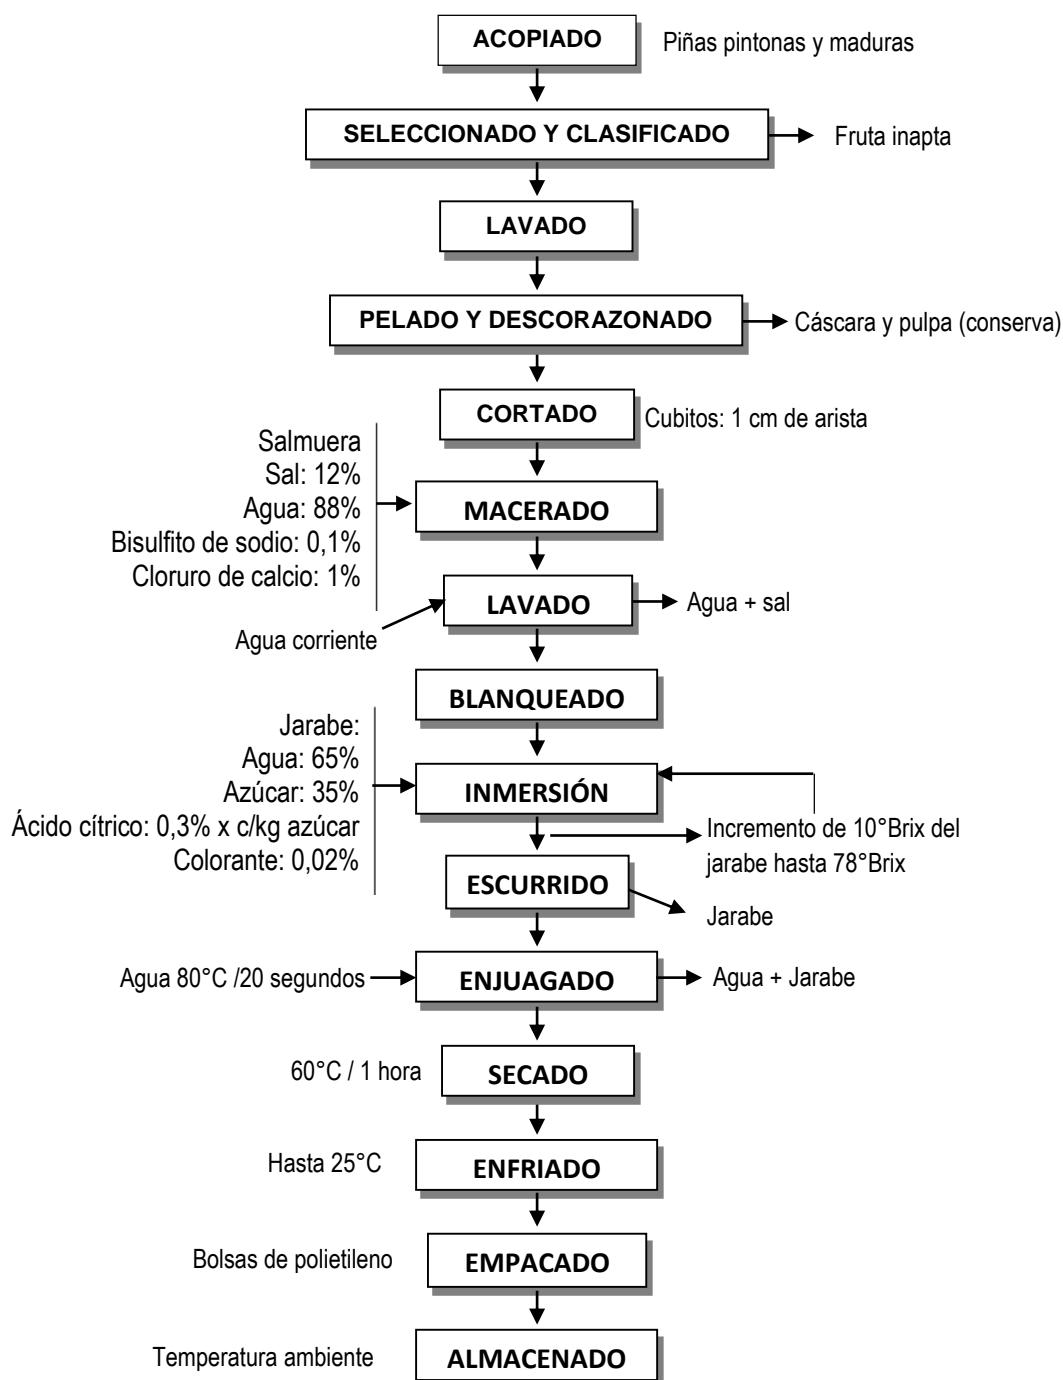 ACOPIADO
Piñas pintonas y maduras
SELECCIONADO Y CLASIFICADO
Fruta inapta
LAVADO
PELADO Y DESCORAZONADO
Cáscara y pulpa (conserva)
CORTADO
Cubitos: 1 cm de arista
Salmuera
Sal: 12%
Agua: 88%
Bisulfito de sodio: 0,1%
Cloruro de calcio: 1%
MACERADO
Agua corriente
LAVADO
Agua + sal
BLANQUEADO
Jarabe:
Agua: 65%
Azúcar: 35%
Ácido cítrico: 0,3% x c/kg azúcar
Colorante: 0,02%
INMERSIÓN
Incremento de 10°Brix del
jarabe hasta 78°Brix
ESCURRIDO
Jarabe
Agua 80°C /20 segundos
ENJUAGADO
Agua + Jarabe
60°C / 1 hora
SECADO
Hasta 25°C
ENFRIADO
Bolsas de polietileno
EMPACADO
Temperatura ambiente
ALMACENADO